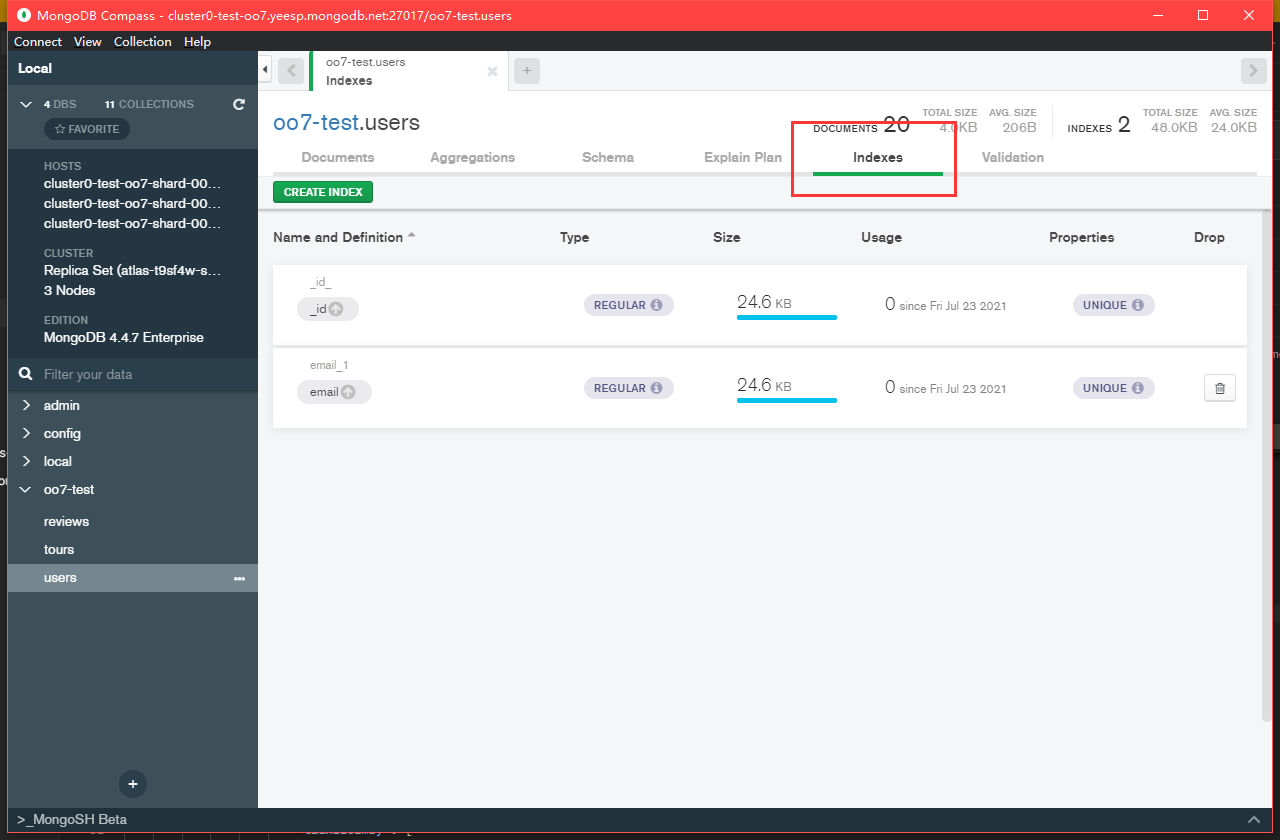 MongoDB Compass - cluster0-test-oo7.yeesp.mongodb.net:27017/oo7-test.users
Connect View Collection Help
Local
4 DBS 11 COLLECTIONS
FAVORITE
HOSTS
cluster0-test-oo7-shard-00...
cluster0-test-oo7-shard-00...
cluster0-test-oo7-shard-00...
CLUSTER
Replica Set (atlas-t9sf4w-s...
3 Nodes
EDITION
MongoDB 4.4.7 Enterprise
Filter your data
admin
config
local
oo7-test
reviews
tours
users
oo7-test.users
Indexes
oo7-test.users
DOCUMENTS 20
TOTAL SIZE 4.0KB
AVG. SIZE 206B
INDEXES 2
TOTAL SIZE 48.0KB
AVG. SIZE 24.0KB
Documents Aggregations Schema Explain Plan Indexes Validation
CREATE INDEX
Name and Definition Type Size Usage Properties Drop
_id_
_id REGULAR 24.6 KB 0 since Fri Jul 23 2021 UNIQUE
email_1
email REGULAR 24.6 KB 0 since Fri Jul 23 2021 UNIQUE
>_MongoSH Beta